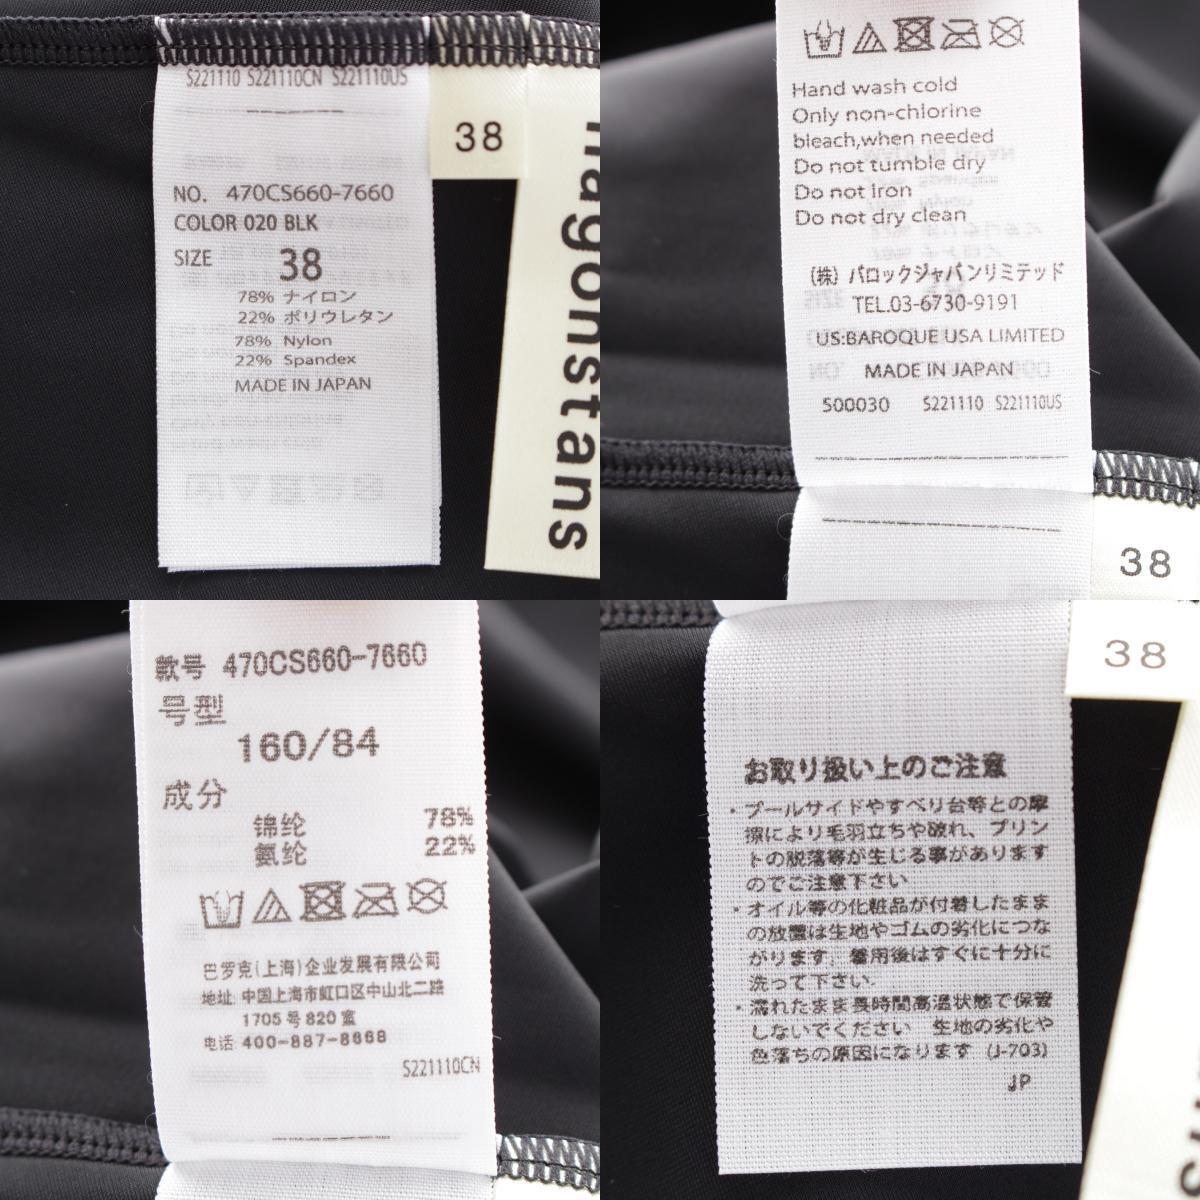 S221110 S221110CN S221110US
NO. 470CS660-7660
COLOR 020 BLK
SIZE 38
78% ナイロン
22% ポリウレタン
78% Nylon
22% Spandex
MADE IN JAPAN
38
nagonstans
Hand wash cold
Only non-chlorine
bleach,when needed
Do not tumble dry
Do not iron
Do not dry clean
(株) バロックジャパンリミテッド
TEL.03-6730-9191
US:BAROQUE USA LIMITED
MADE IN JAPAN
500030 S221110 S221110US
38
款号 470CS660-7660
号型
160/84
成分
锦纶 78%
氨纶 22%
巴罗克(上海)企业发展有限公司
地址: 中国上海市虹口区中山北二路
1705号820室
电话: 400-887-8668
S221110CN
38
お取り扱い上のご注意
・プールサイドやすべり台等との摩
擦により毛羽立ちや破れ、プリン
トの脱落等が生じる事があります
のでご注意下さい
・オイル等の化粧品が付着したまま
の放置は生地やゴムの劣化につな
がります。着用後はすぐに十分に
洗って下さい.
・濡れたまま長時間高温状態で保管
しないでください 生地の劣化や
色落ちの原因になります (J-703)
JP